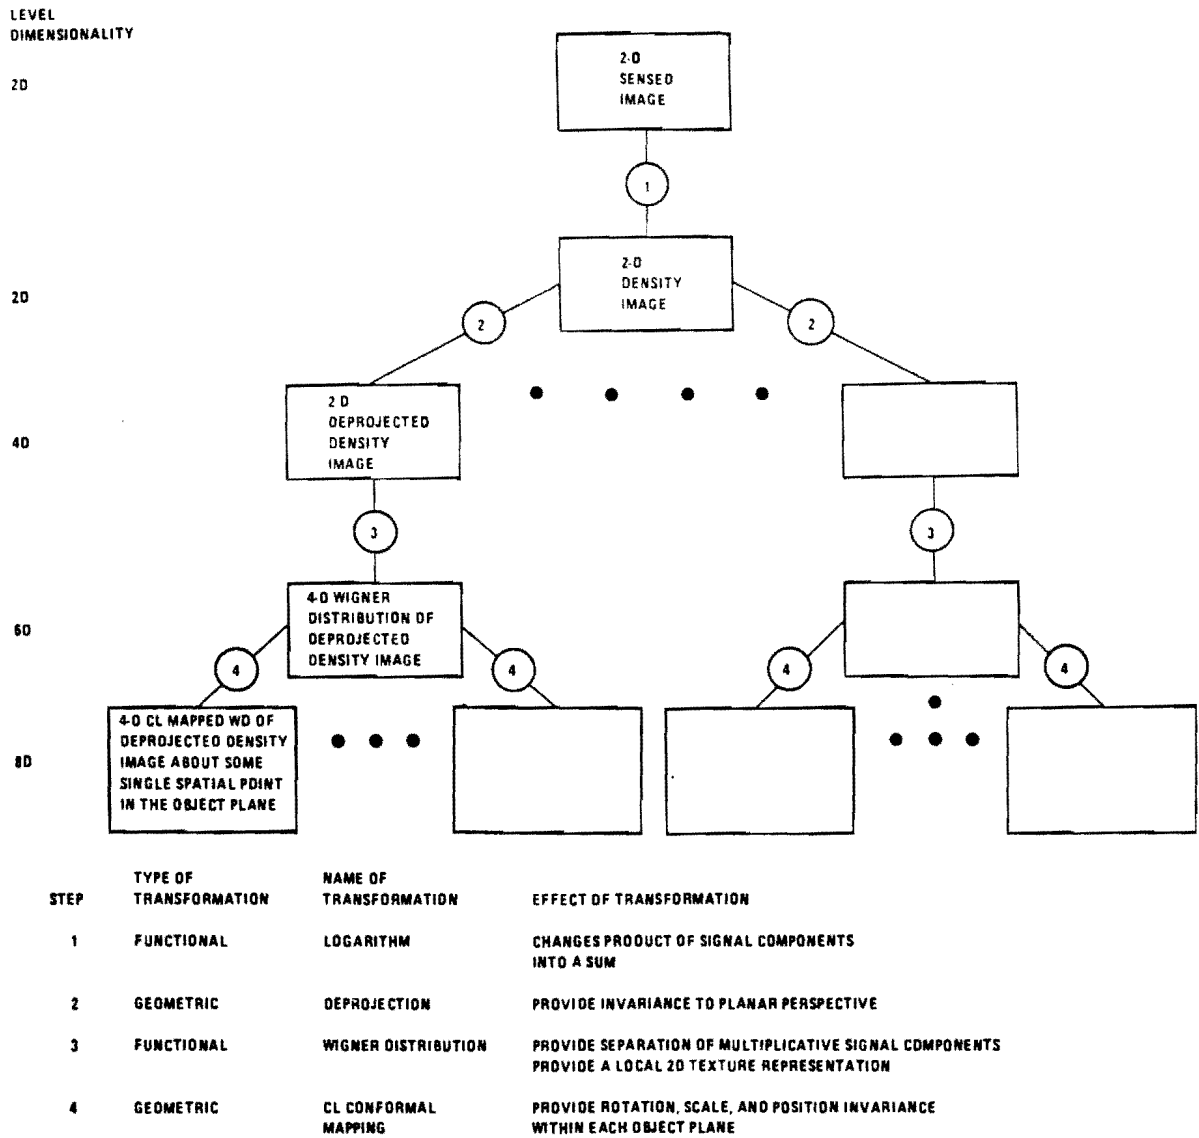 LEVEL
DIMENSIONALITY
2D
2-D
SENSED
IMAGE
1
2D
2-D
DENSITY
IMAGE
2
2
4D
2 D
DEPROJECTED
DENSITY
IMAGE
3
3
6D
4-D WIGNER
DISTRIBUTION OF
DEPROJECTED
DENSITY IMAGE
4
4
4
4
8D
4-D CL MAPPED WD OF
DEPROJECTED DENSITY
IMAGE ABOUT SOME
SINGLE SPATIAL POINT
IN THE OBJECT PLANE
STEP
TYPE OF
TRANSFORMATION
NAME OF
TRANSFORMATION
EFFECT OF TRANSFORMATION
1 FUNCTIONAL LOGARITHM CHANGES PRODUCT OF SIGNAL COMPONENTS
INTO A SUM
2 GEOMETRIC DEPROJECTION PROVIDE INVARIANCE TO PLANAR PERSPECTIVE
3 FUNCTIONAL WIGNER DISTRIBUTION PROVIDE SEPARATION OF MULTIPLICATIVE SIGNAL COMPONENTS
PROVIDE A LOCAL 2D TEXTURE REPRESENTATION
4 GEOMETRIC CL CONFORMAL PROVIDE ROTATION, SCALE, AND POSITION INVARIANCE
MAPPING WITHIN EACH OBJECT PLANE